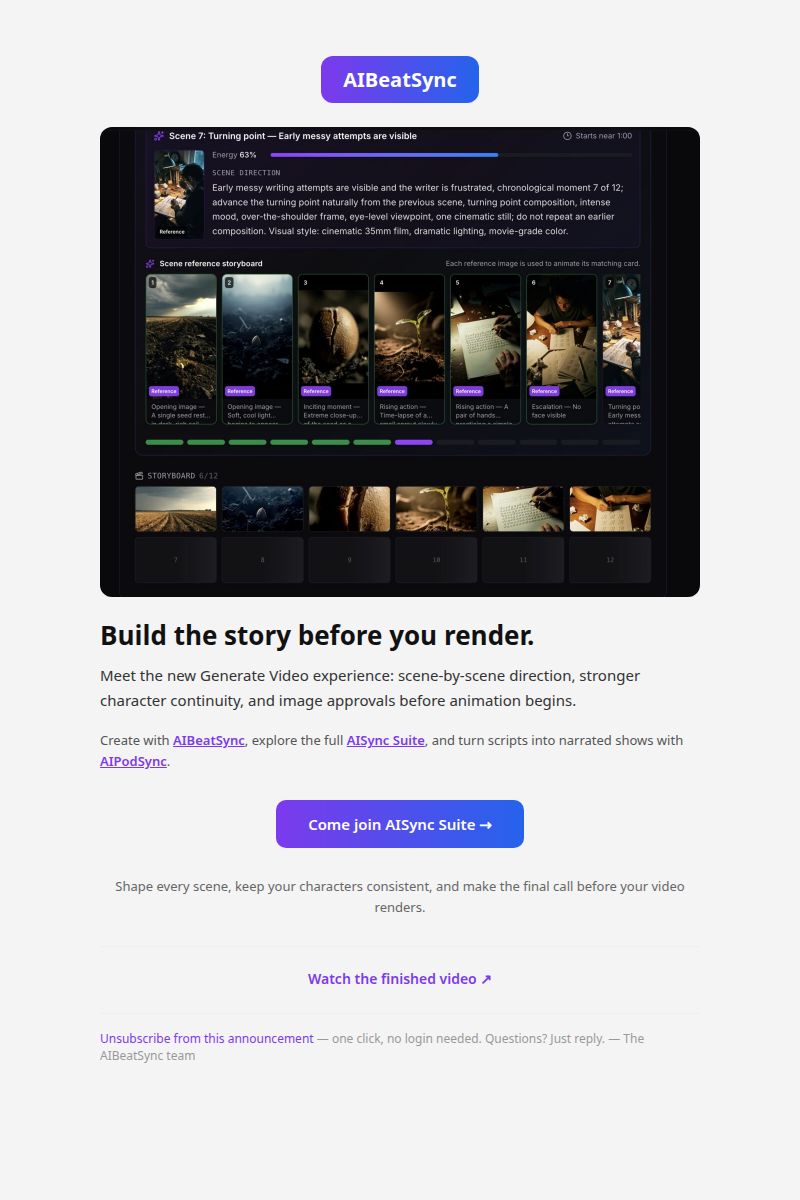 AIBeatSync
Scene 7: Turning point — Early messy attempts are visible
Starts near 1:00
Energy 63%
SCENE DIRECTION
Early messy writing attempts are visible and the writer is frustrated, chronological moment 7 of 12;
advance the turning point naturally from the previous scene, turning point composition, intense
mood, over-the-shoulder frame, eye-level viewpoint, one cinematic still; do not repeat an earlier
composition. Visual style: cinematic 35mm film, dramatic lighting, movie-grade color.
Reference
Scene reference storyboard
Each reference image is used to animate its matching card.
1 2 3 4 5 6 7
Reference Reference Reference Reference Reference Reference Reference
Opening image — Opening image — Inciting moment — Rising action — Rising action — A Escalation — No Turning po
A single seed rest... Soft, cool light... Extreme close-up... Time-lapse of a... pair of hands... face visible Early mess
STORYBOARD 6/12
7 8 9 10 11 12
Build the story before you render.
Meet the new Generate Video experience: scene-by-scene direction, stronger
character continuity, and image approvals before animation begins.
Create with AIBeatSync, explore the full AISync Suite, and turn scripts into narrated shows with
AIPodSync.
Come join AISync Suite →
Shape every scene, keep your characters consistent, and make the final call before your video
renders.
Watch the finished video ↗
Unsubscribe from this announcement — one click, no login needed. Questions? Just reply. — The
AIBeatSync team